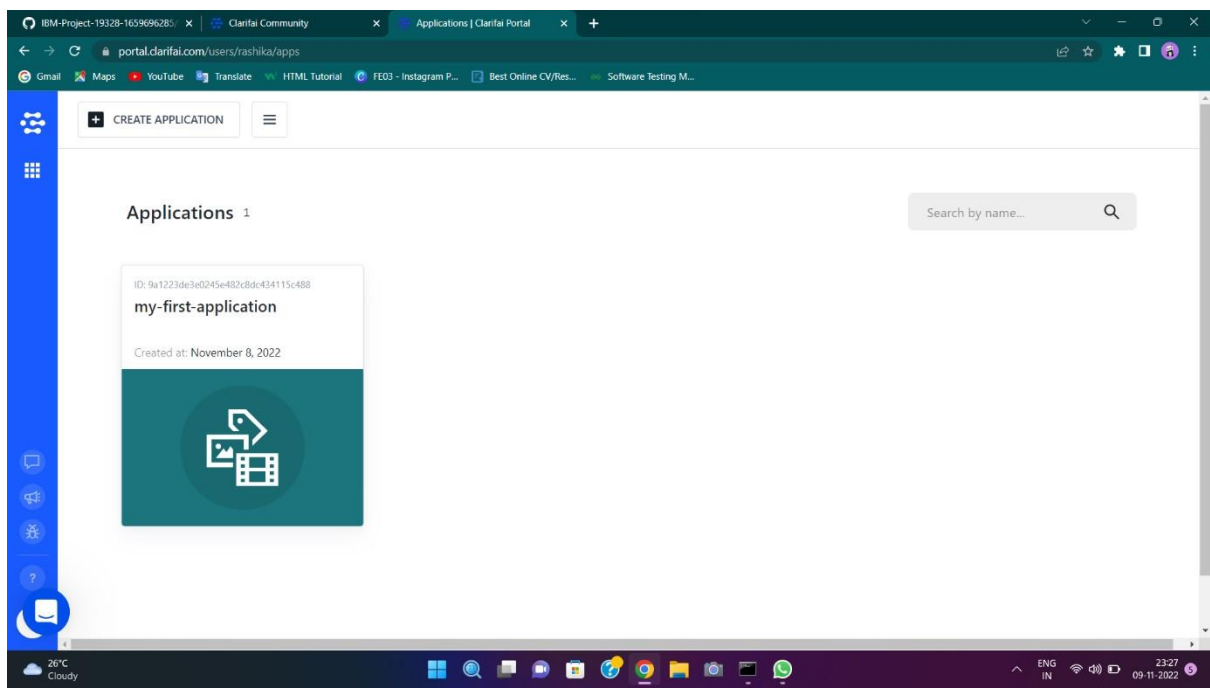 IBM-Project-19328-1659696285/
Clarifai Community
Applications | Clarifai Portal
portal.clarifai.com/users/rashika/apps
Gmail
Maps
YouTube
Translate
HTML Tutorial
FE03 - Instagram P...
Best Online CV/Res...
Software Testing M...
CREATE APPLICATION
Applications 1
Search by name...
ID: 9a1223de3e0245e482c8dc434115c488
my-first-application
Created at: November 8, 2022
?
26°C
Cloudy
ENG
IN
23:27
09-11-2022
5